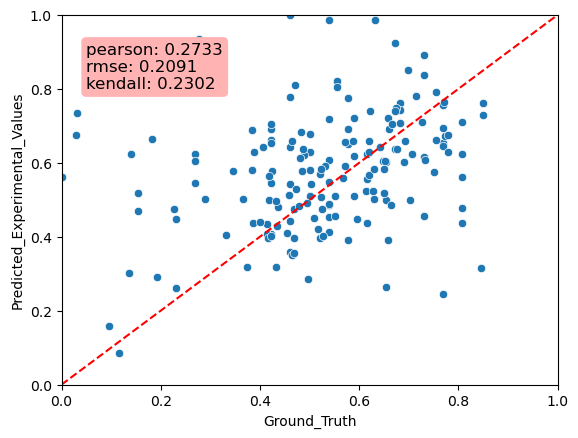 pearson: 0.2733
rmse: 0.2091
kendall: 0.2302
Predicted_Experimental_Values
1.0
0.8
0.6
0.4
0.2
0.0
0.0 0.2 0.4 0.6 0.8 1.0
Ground_Truth